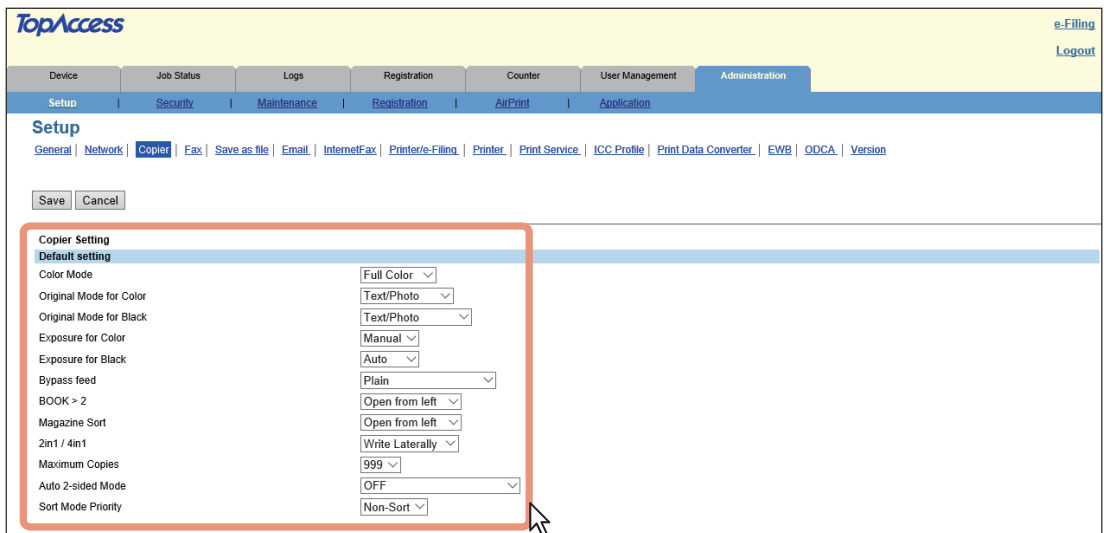 TopAccess
e-Filing
Logout
Device Job Status Logs Registration Counter User Management Administration
Setup | Security | Maintenance | Registration | AirPrint | Application
Setup
General | Network | Copier | Fax | Save as file | Email | InternetFax | Printer/e-Filing | Printer | Print Service | ICC Profile | Print Data Converter | EWB | ODCA | Version
Save Cancel
Copier Setting
Default setting
Color Mode Full Color
Original Mode for Color Text/Photo
Original Mode for Black Text/Photo
Exposure for Color Manual
Exposure for Black Auto
Bypass feed Plain
BOOK > 2 Open from left
Magazine Sort Open from left
2in1 / 4in1 Write Laterally
Maximum Copies 999
Auto 2-sided Mode OFF
Sort Mode Priority Non-Sort